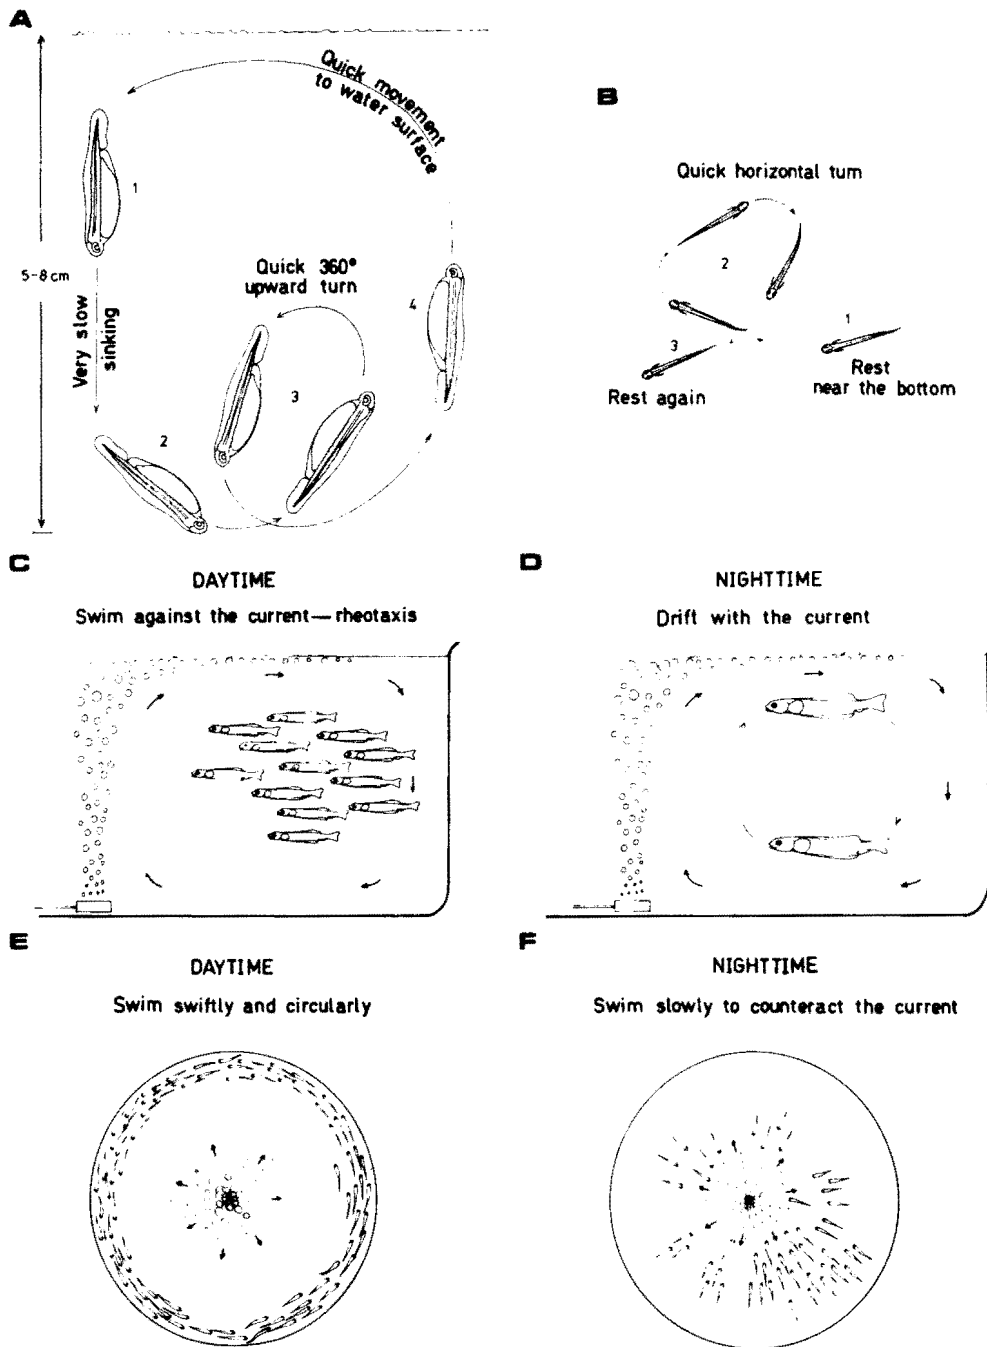 A
Quick movement
to water surface
1
5-8 cm
Very slow
sinking
Quick 360°
upward turn
4
3
2
B
Quick horizontal turn
2
1
3
Rest
near the bottom
Rest again
C
DAYTIME
Swim against the current — rheotaxis
D
NIGHTTIME
Drift with the current
E
DAYTIME
Swim swiftly and circularly
F
NIGHTTIME
Swim slowly to counteract the current